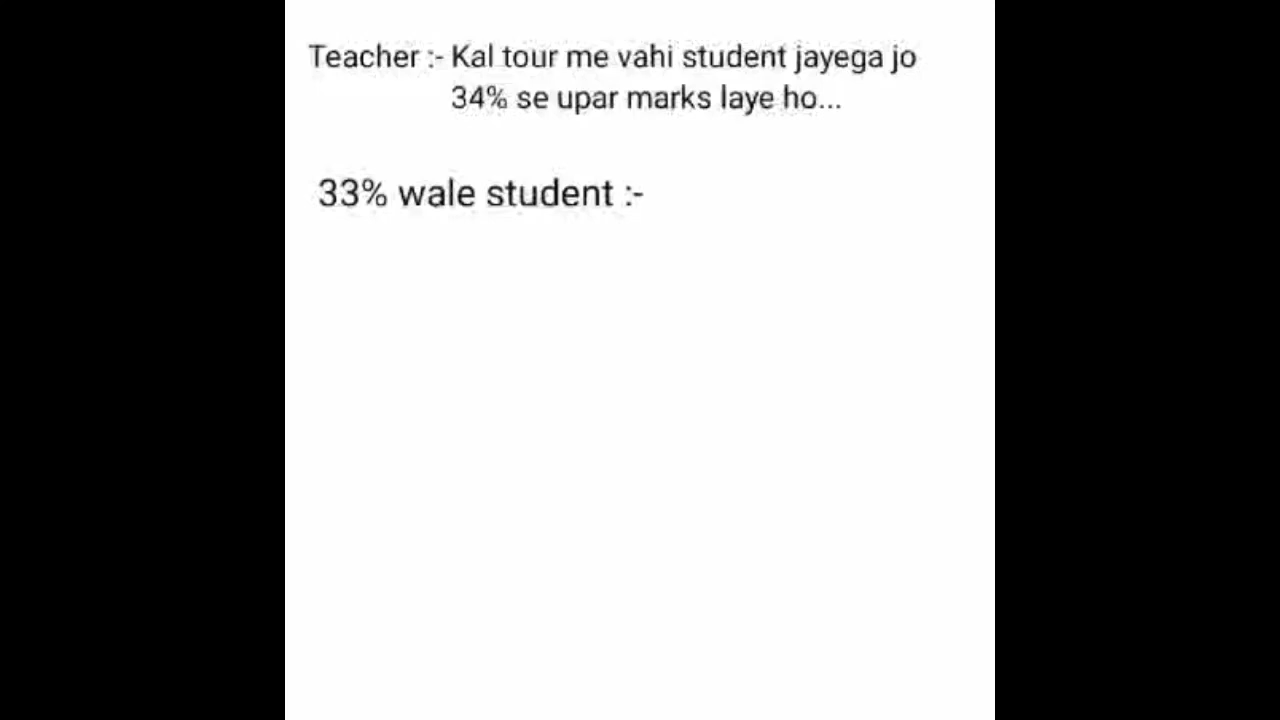 Teacher :- Kal tour me vahi student jayega jo
34% se upar marks laye ho...
33% wale student :-